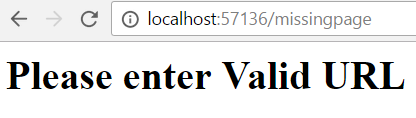 localhost:57136/missingpage
Please enter Valid URL